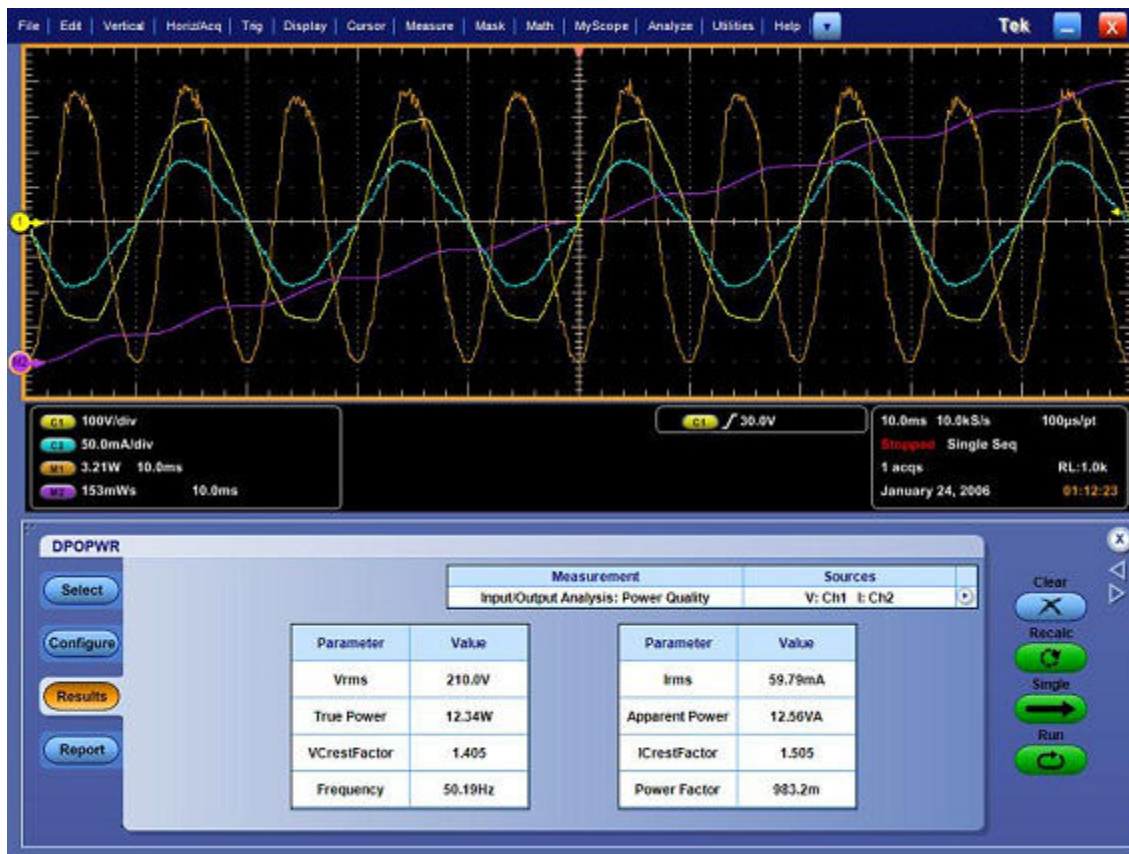 File | Edit | Vertical | Horiz/Acq | Trig | Display | Cursor | Measure | Mask | Math | MyScope | Analyze | Utilities | Help | Tek X
1
M2
C1 100V/div
50.0mA/div
M1 3.21W 10.0ms
M2 153mWs 10.0ms
C1 30.0V
10.0ms 10.0kS/s 100µs/pt
Stopped Single Seq
1 acqs RL:1.0k
January 24, 2006 01:12:23
DPOPWR
X
Select
Configure
Results
Report
Measurement Sources
Input/Output Analysis: Power Quality V: Ch1 I: Ch2
Parameter Value
Vrms 210.0V
True Power 12.34W
VCrestFactor 1.405
Frequency 50.19Hz
Parameter Value
Irms 59.79mA
Apparent Power 12.56VA
ICrestFactor 1.505
Power Factor 983.2m
Clear
Recalc
Single
Run